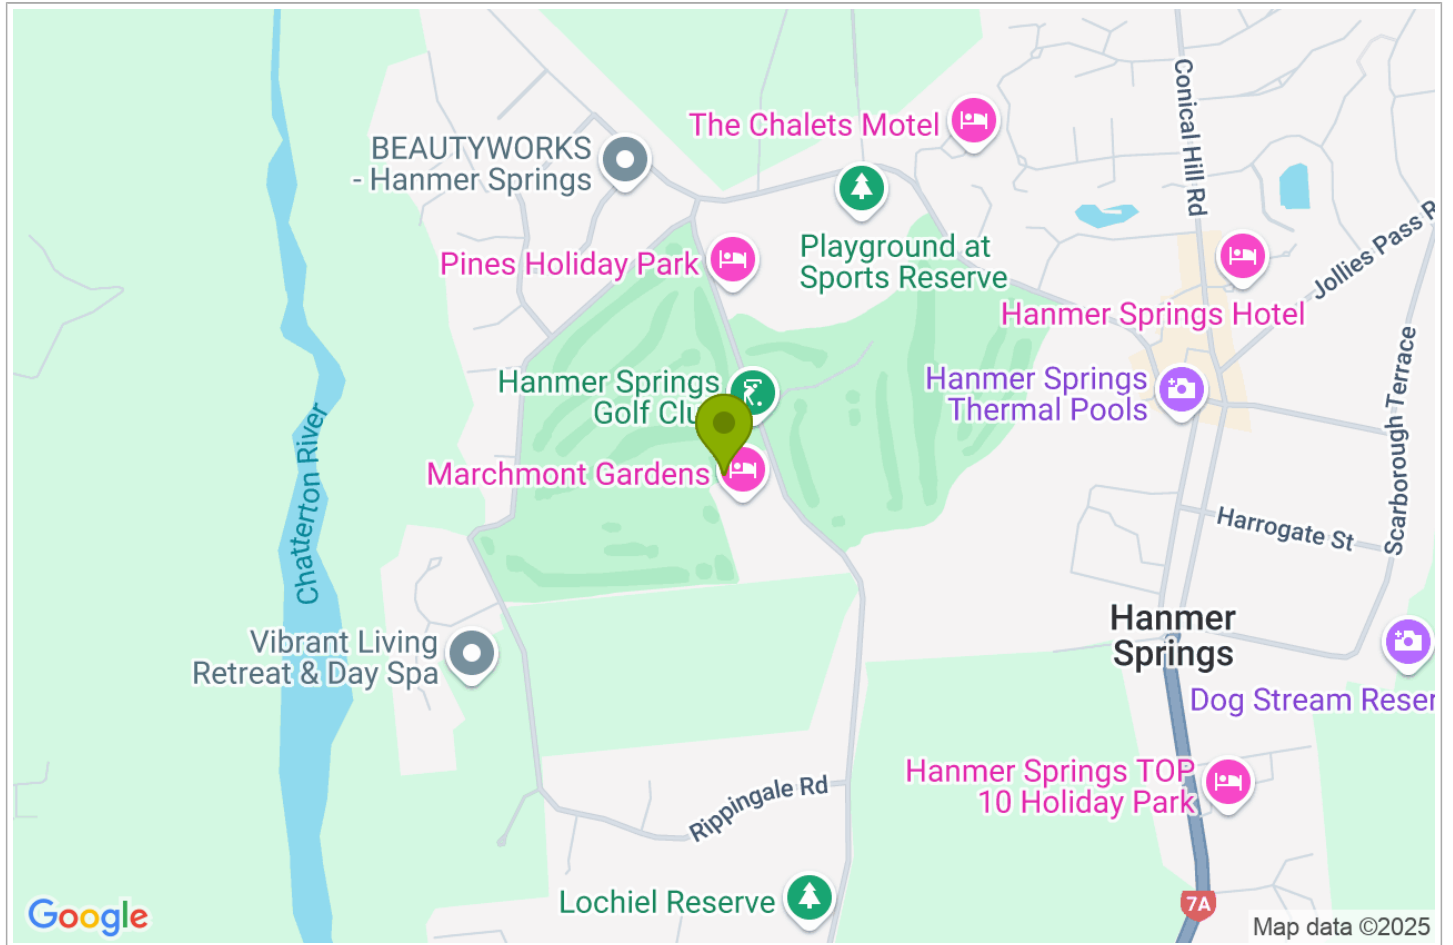 Conical Hill Rd
The Chalets Motel
BEAUTYWORKS
- Hanmer Springs
Playground at
Sports Reserve
Pines Holiday Park
Jollies Pass R
Hanmer Springs Hotel
Hanmer Springs
Golf Clu
Hanmer Springs
Thermal Pools
Scarborough Terrace
Marchmont Gardens
Chatterton River
Harrogate St
Hanmer
Springs
Vibrant Living
Retreat & Day Spa
Dog Stream Reser
Hanmer Springs TOP
10 Holiday Park
Rippingale Rd
Lochiel Reserve
7A
Google
Map data ©2025